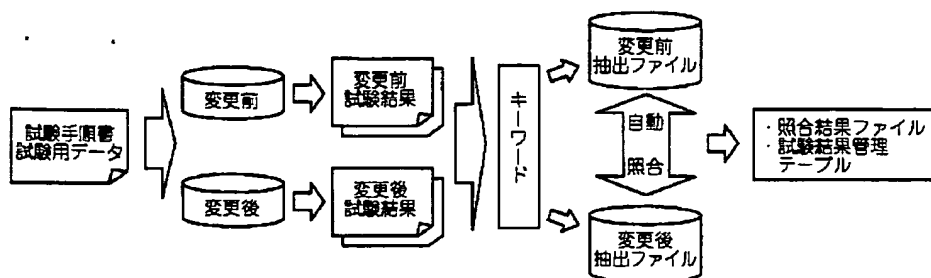 試験手順書
試験用データ
変更前
変更後
変更前
試験結果
変更後
試験結果
キーワード
変更前
抽出ファイル
自動
照合
変更後
抽出ファイル
・照合結果ファイル
・試験結果管理
テーブル